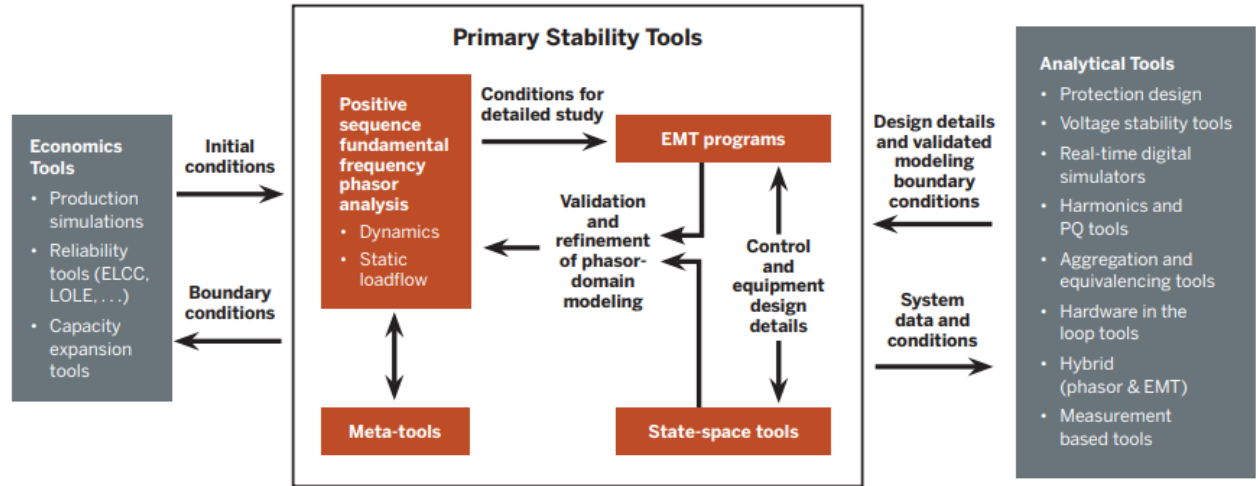 Primary Stability Tools
Economics
Tools
• Production
simulations
• Reliability
tools (ELCC,
LOLE, . . .)
• Capacity
expansion
tools
Initial
conditions
Boundary
conditions
Positive
sequence
fundamental
frequency
phasor
analysis
• Dynamics
• Static
loadflow
Conditions for
detailed study
EMT programs
Validation
and
refinement
of phasor-
domain
modeling
Control
and
equipment
design
details
Meta-tools
State-space tools
Design details
and validated
modeling
boundary
conditions
System
data and
conditions
Analytical Tools
• Protection design
• Voltage stability tools
• Real-time digital
simulators
• Harmonics and
PQ tools
• Aggregation and
equivalencing tools
• Hardware in the
loop tools
• Hybrid
(phasor & EMT)
• Measurement
based tools